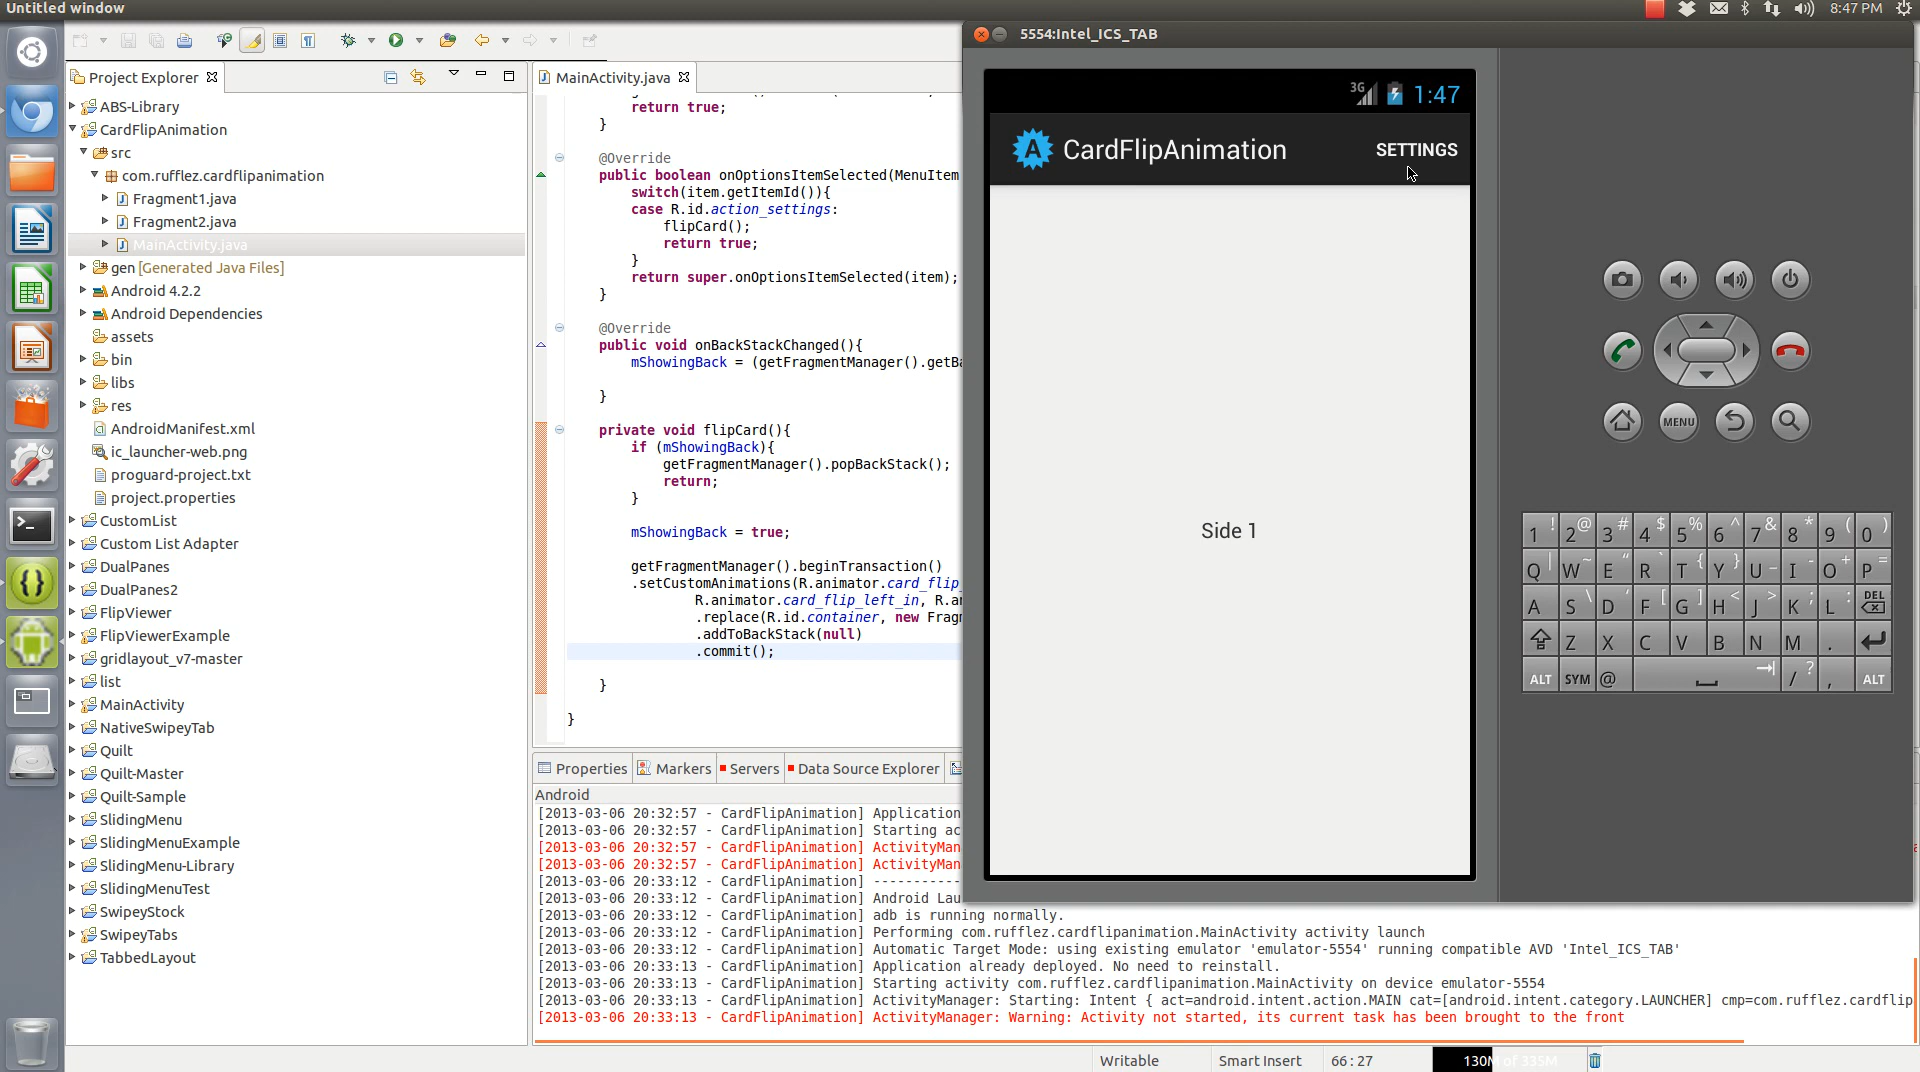 Untitled window
8:47 PM
Project Explorer
ABS-Library
CardFlipAnimation
src
com.rufflez.cardflipanimation
Fragment1.java
Fragment2.java
MainActivity.java
gen [Generated Java Files]
Android 4.2.2
Android Dependencies
assets
bin
libs
res
AndroidManifest.xml
ic_launcher-web.png
proguard-project.txt
project.properties
CustomList
Custom List Adapter
DualPanes
DualPanes2
FlipViewer
FlipViewerExample
gridlayout_v7-master
list
MainActivity
NativeSwipeyTab
Quilt
Quilt-Master
Quilt-Sample
SlidingMenu
SlidingMenuExample
SlidingMenu-Library
SlidingMenuTest
SwipeyStock
SwipeyTabs
TabbedLayout
MainActivity.java
return true;
}
@Override
public boolean onOptionsItemSelected(MenuItem
switch(item.getItemId()){
case R.id.action_settings:
flipCard();
return true;
}
return super.onOptionsItemSelected(item);
}
@Override
public void onBackStackChanged(){
mShowingBack = (getFragmentManager().getBa
}
private void flipCard(){
if (mShowingBack){
getFragmentManager().popBackStack();
return;
}
mShowingBack = true;
getFragmentManager().beginTransaction()
.setCustomAnimations(R.animator.card_flip_
R.animator.card_flip_left_in, R.an
.replace(R.id.container, new Fragm
.addToBackStack(null)
.commit();
}
}
Properties Markers Servers Data Source Explorer
Android
[2013-03-06 20:32:57 - CardFlipAnimation] Application
[2013-03-06 20:32:57 - CardFlipAnimation] Starting ac
[2013-03-06 20:32:57 - CardFlipAnimation] ActivityMan
[2013-03-06 20:32:57 - CardFlipAnimation] ActivityMan
[2013-03-06 20:33:12 - CardFlipAnimation] -----------
[2013-03-06 20:33:12 - CardFlipAnimation] Android Lau
[2013-03-06 20:33:12 - CardFlipAnimation] adb is running normally.
[2013-03-06 20:33:12 - CardFlipAnimation] Performing com.rufflez.cardflipanimation.MainActivity activity launch
[2013-03-06 20:33:12 - CardFlipAnimation] Automatic Target Mode: using existing emulator 'emulator-5554' running compatible AVD 'Intel_ICS_TAB'
[2013-03-06 20:33:13 - CardFlipAnimation] Application already deployed. No need to reinstall.
[2013-03-06 20:33:13 - CardFlipAnimation] Starting activity com.rufflez.cardflipanimation.MainActivity on device emulator-5554
[2013-03-06 20:33:13 - CardFlipAnimation] ActivityManager: Starting: Intent { act=android.intent.action.MAIN cat=[android.intent.category.LAUNCHER] cmp=com.rufflez.cardflip
[2013-03-06 20:33:13 - CardFlipAnimation] ActivityManager: Warning: Activity not started, its current task has been brought to the front
Writable Smart Insert 66:27 130M of 335M
5554:Intel_ICS_TAB
3G 1:47
A CardFlipAnimation SETTINGS
Side 1
MENU
1 ! 2 @ 3 # 4 $ 5 % 6 ^ 7 & 8 * 9 ( 0 )
Q | W ~ E " R ` T { Y } U _ I - O + P =
A S \ D ' F [ G ] H < J > K ; L : DEL
Z X C V B N M .
ALT SYM @ / ? , ALT